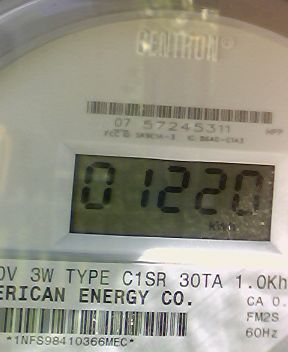 CENTRON®
07 57245311
01220
0V 3W TYPE C1SR 30TA 1.0Kh
ERICAN ENERGY CO.
CA 0.
FM2S
60Hz
*1NFS98410366MEC*